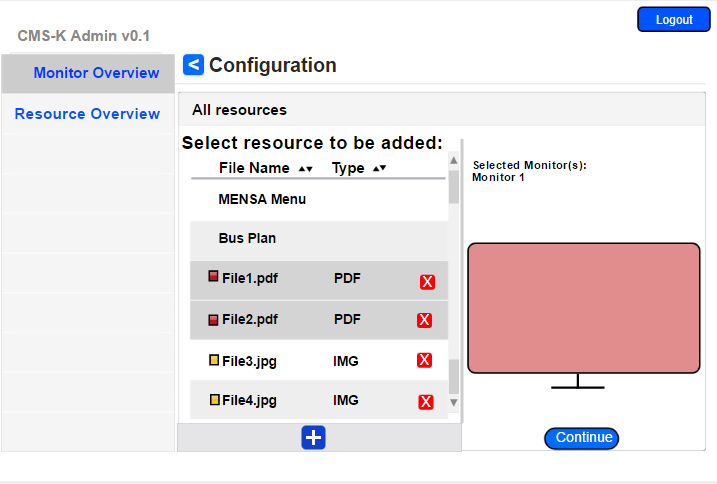 Logout
CMS-K Admin v0.1
Monitor Overview
Resource Overview
< Configuration
All resources
Select resource to be added:
File Name ▲▼ Type ▲▼
MENSA Menu
Bus Plan
File1.pdf PDF X
File2.pdf PDF X
File3.jpg IMG X
File4.jpg IMG X
+
Selected Monitor(s):
Monitor 1
Continue